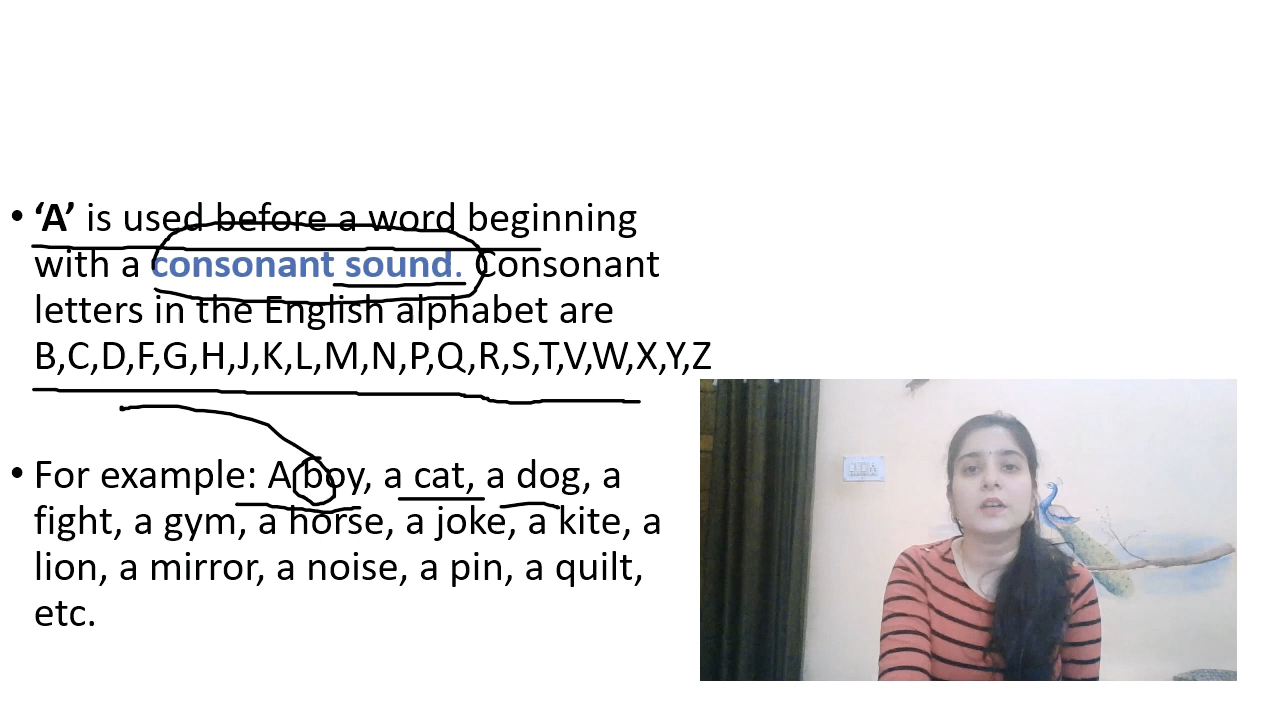 • ‘A’ is used before a word beginning
with a consonant sound. Consonant
letters in the English alphabet are
B,C,D,F,G,H,J,K,L,M,N,P,Q,R,S,T,V,W,X,Y,Z
• For example: A boy, a cat, a dog, a
fight, a gym, a horse, a joke, a kite, a
lion, a mirror, a noise, a pin, a quilt,
etc.